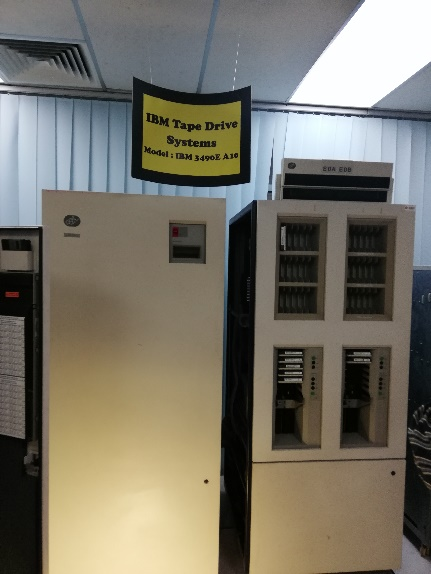 IBM Tape Drive
Systems
Model : IBM 3490E A10